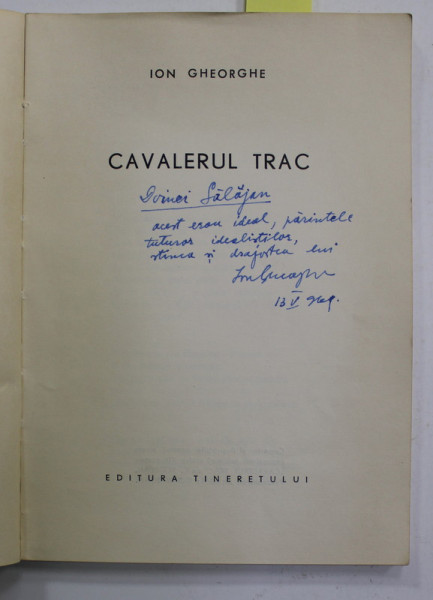 ION GHEORGHE
CAVALERUL TRAC
Doinei Sălăjan
acest erou ideal, părintele
tuturor idealiștilor,
stima și dragostea lui
Ion Gheorghe
13 V 969.
EDITURA TINERETULUI